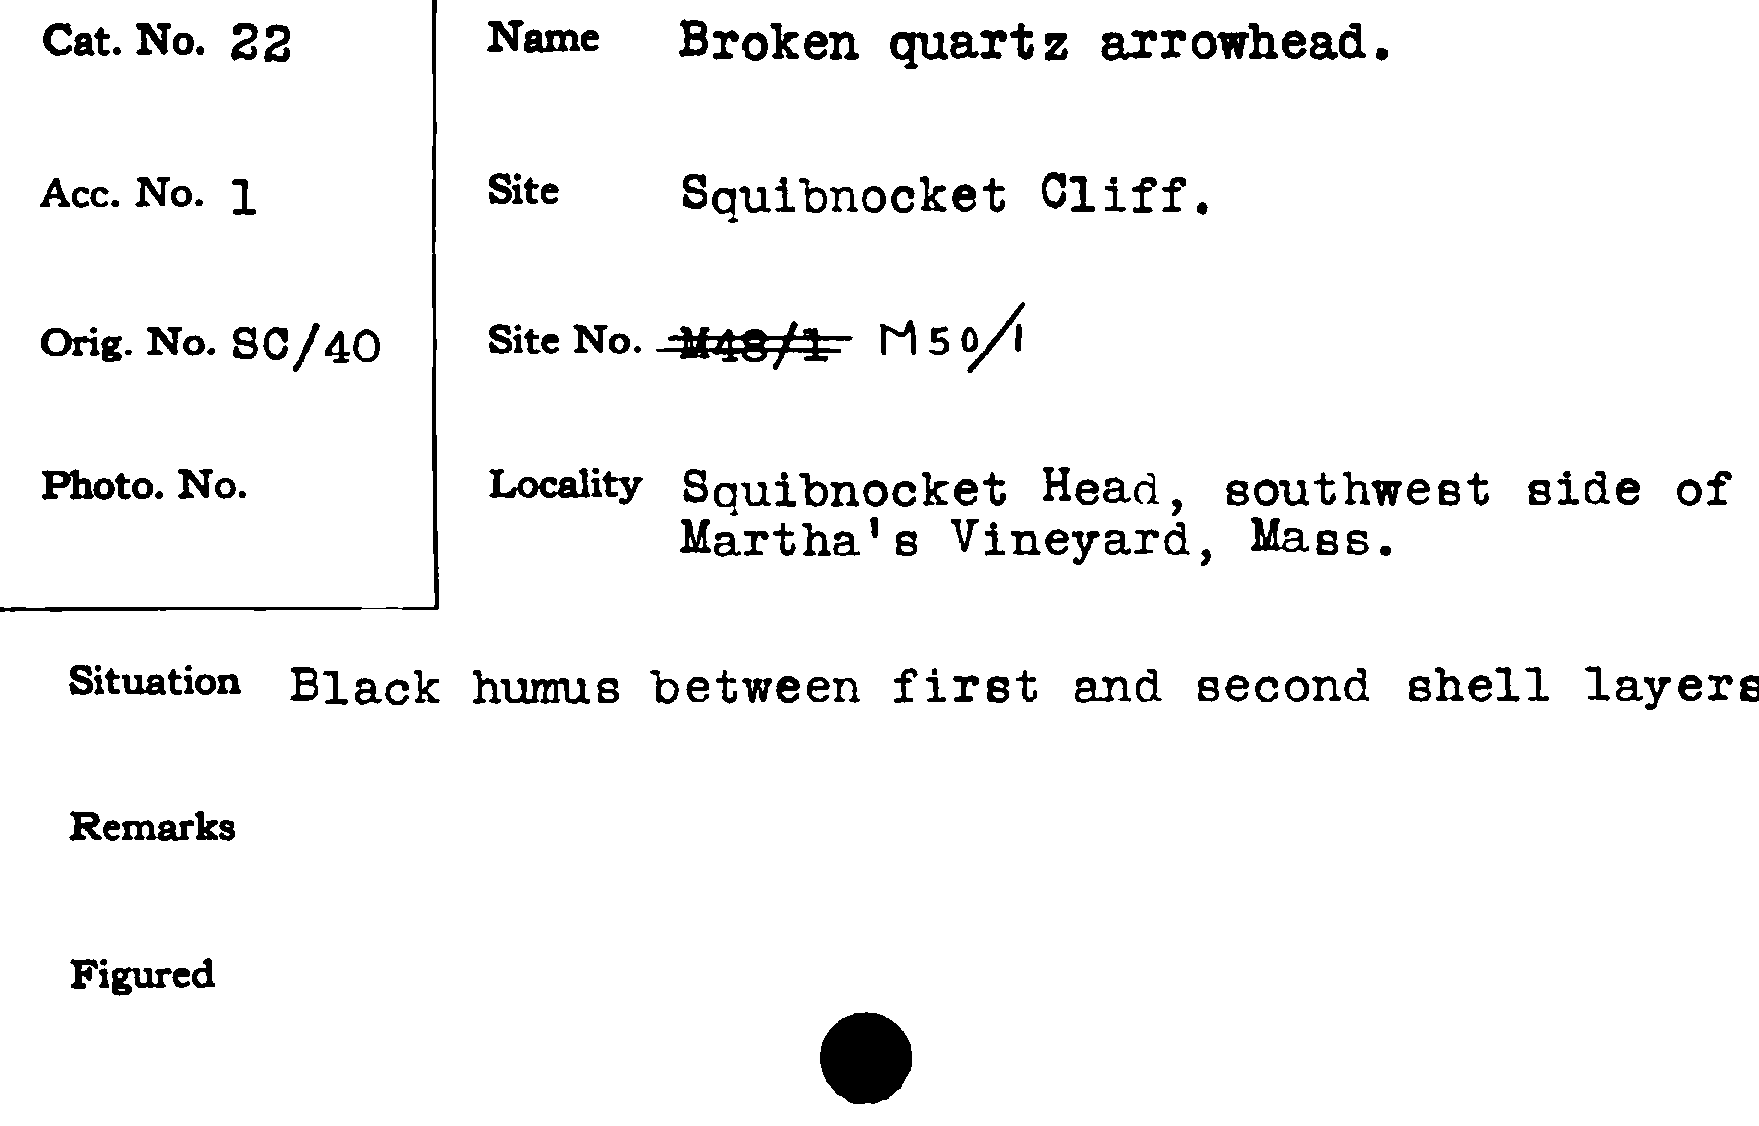 Cat. No. 22
Name Broken quartz arrowhead.
Acc. No. 1
Site Squibnocket Cliff.
Orig. No. SC/40
Site No. M48/1 M50/1
Photo. No.
Locality Squibnocket Head, southwest side of
Martha's Vineyard, Mass.
Situation Black humus between first and second shell layers
Remarks
Figured